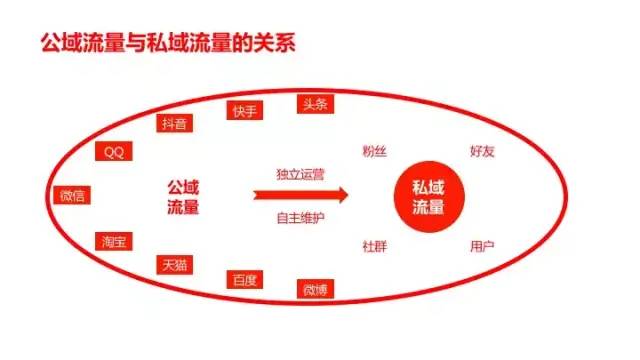 公域流量与私域流量的关系
头条
快手
抖音
QQ
微信
淘宝
天猫
百度
微博
公域
流量
独立运营
自主维护
粉丝
好友
私域
流量
社群
用户